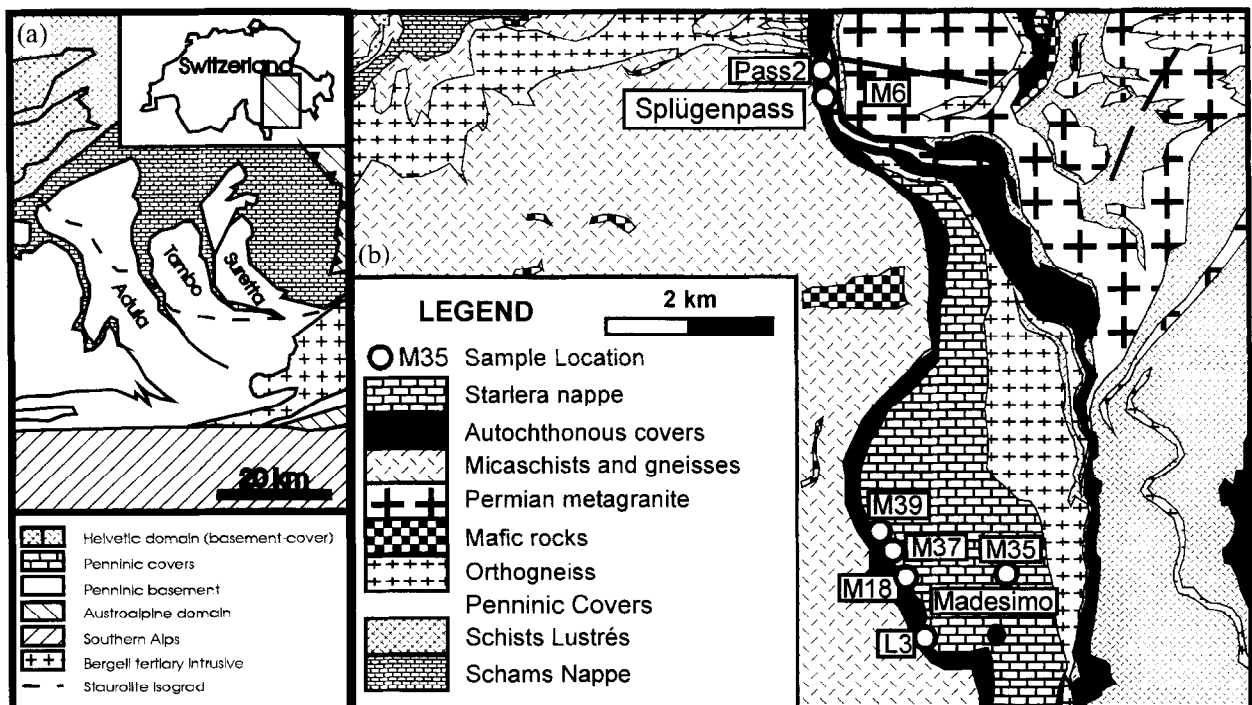 (a)
Switzerland
Adula
Tambo
Suretta
20 km
Helvetic domain (basement-cover)
Penninic covers
Penninic basement
Austroalpine domain
Southern Alps
Bergell tertiary Intrusive
Staurolite Isograd
(b)
Pass2
M6
Splügenpass
LEGEND
2 km
M35 Sample Location
Starlera nappe
Autochthonous covers
Micaschists and gneisses
Permian metagranite
Mafic rocks
Orthogneiss
Penninic Covers
Schists Lustrés
Schams Nappe
M39
M37
M35
M18
Madesimo
L3